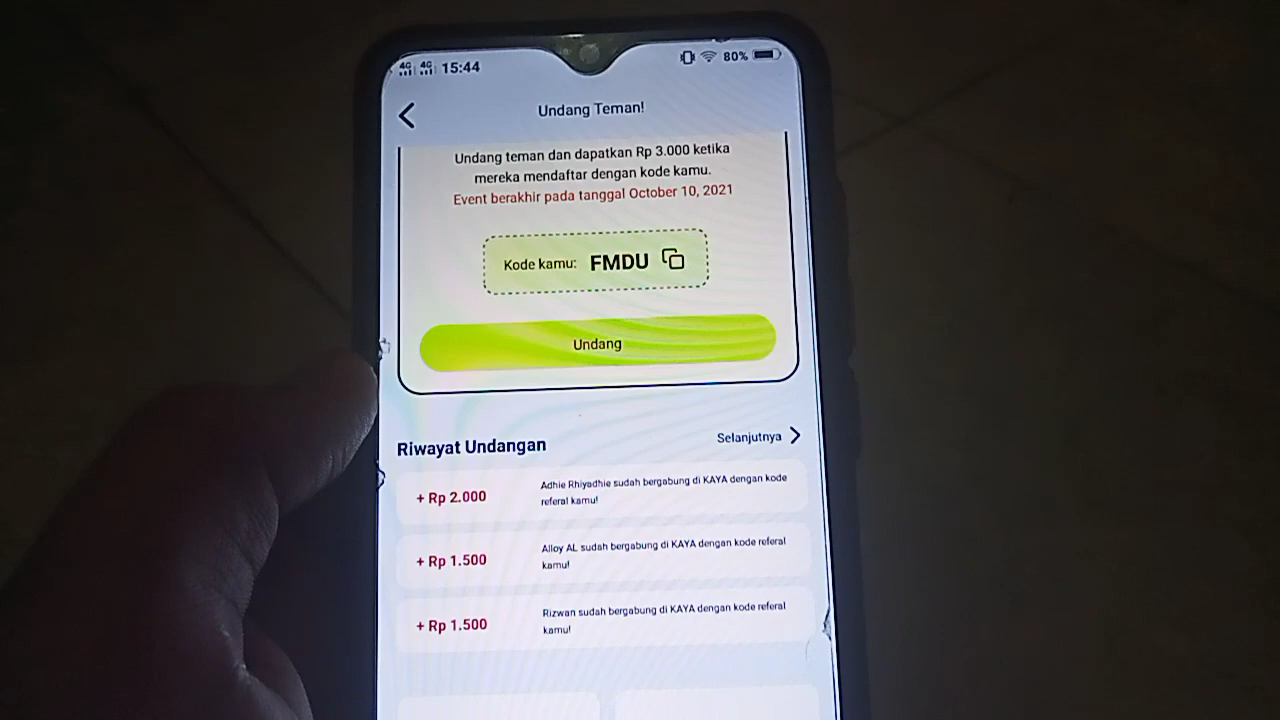 4G 4G 15:44 80%
Undang Teman!
Undang teman dan dapatkan Rp 3.000 ketika
mereka mendaftar dengan kode kamu.
Event berakhir pada tanggal October 10, 2021
Kode kamu: FMDU
Undang
Riwayat Undangan Selanjutnya
+ Rp 2.000 Adhie Rhiyadhie sudah bergabung di KAYA dengan kode
referal kamu!
+ Rp 1.500 Alloy AL sudah bergabung di KAYA dengan kode referal
kamu!
+ Rp 1.500 Rizwan sudah bergabung di KAYA dengan kode referal
kamu!